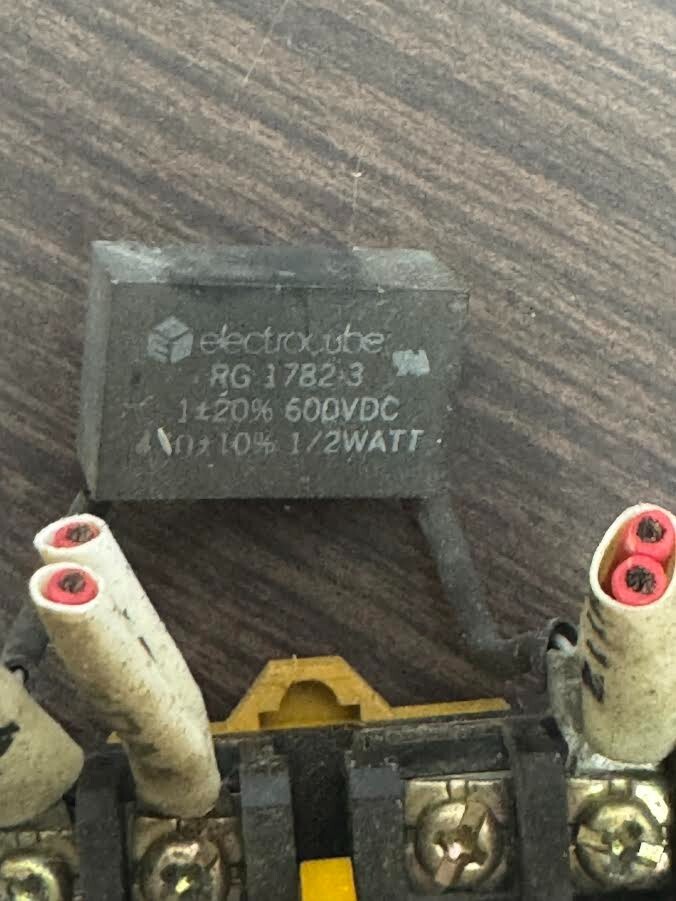 electrocube
RG 1782-3
1±20% 600VDC
±10% 1/2WATT